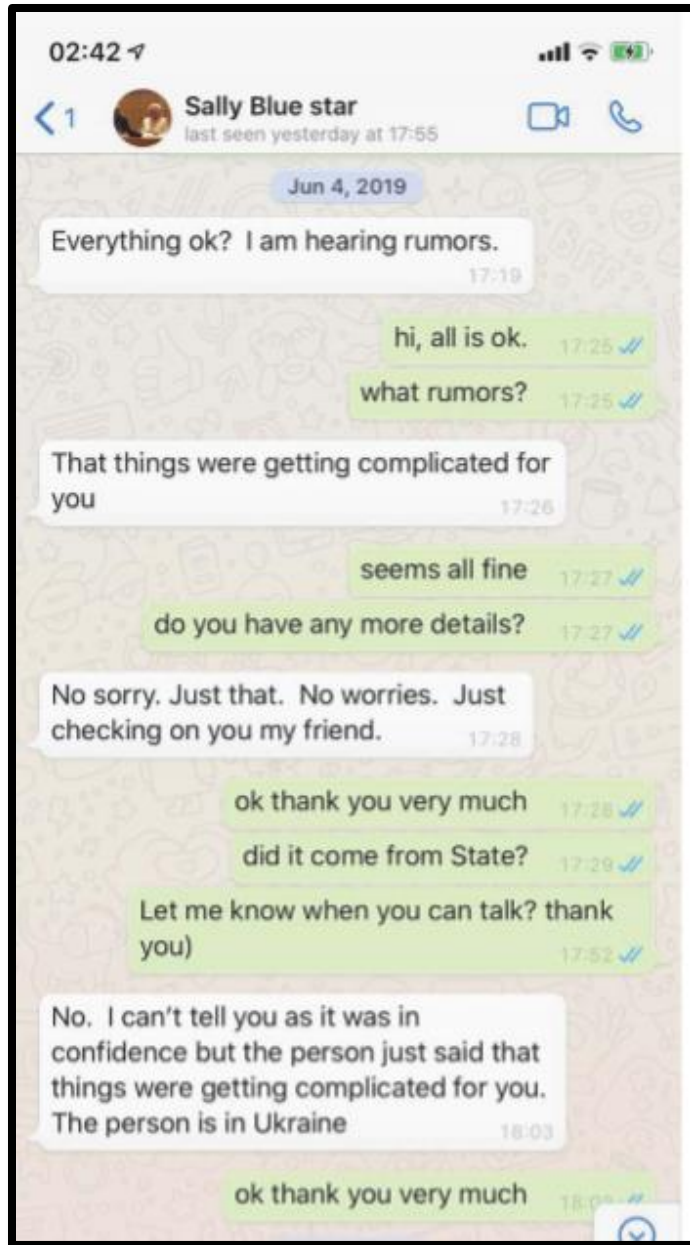 02:42
1
Sally Blue star
last seen yesterday at 17:55
Jun 4, 2019
Everything ok?  I am hearing rumors.
17:19
hi, all is ok.
17:25
what rumors?
17:25
That things were getting complicated for
you
17:26
seems all fine
17:27
do you have any more details?
17:27
No sorry. Just that.  No worries.  Just
checking on you my friend.
17:28
ok thank you very much
17:28
did it come from State?
17:29
Let me know when you can talk? thank
you)
17:52
No.  I can't tell you as it was in
confidence but the person just said that
things were getting complicated for you.
The person is in Ukraine
18:03
ok thank you very much